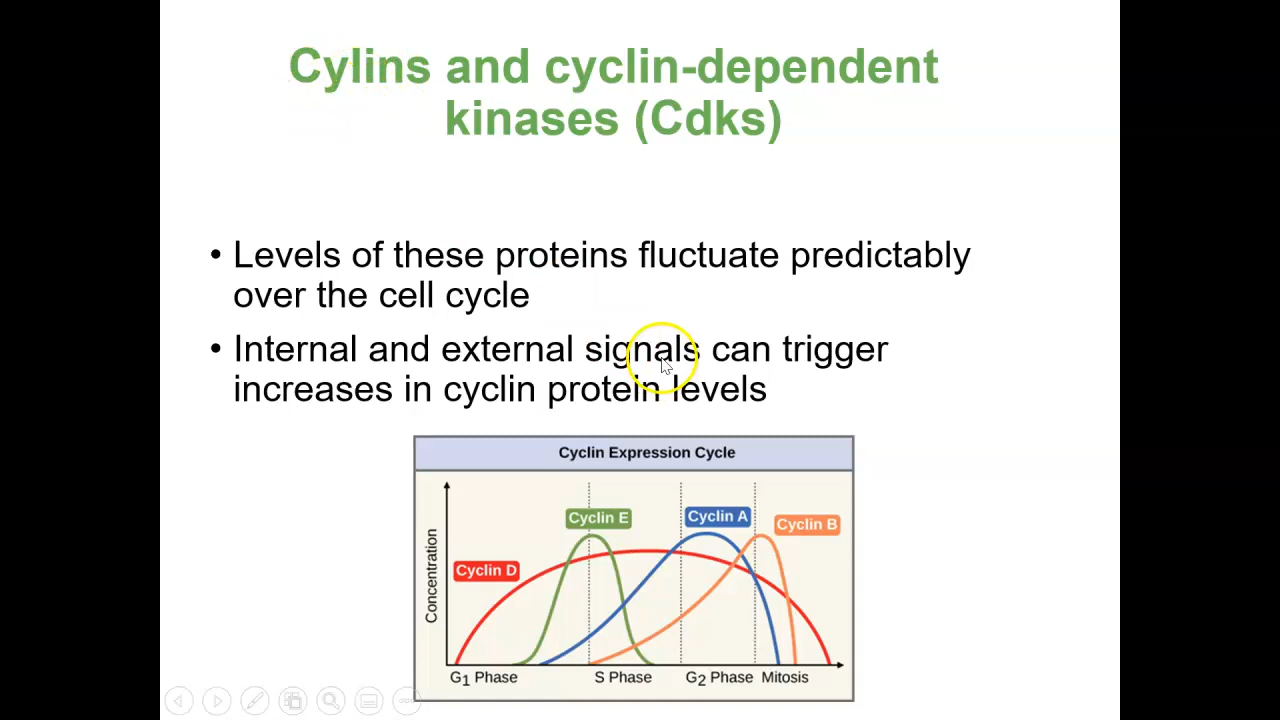 Cylins and cyclin-dependent
kinases (Cdks)
• Levels of these proteins fluctuate predictably
over the cell cycle
• Internal and external signals can trigger
increases in cyclin protein levels
Cyclin Expression Cycle
Cyclin E
Cyclin A
Cyclin B
Cyclin D
Concentration
G1 Phase
S Phase
G2 Phase
Mitosis